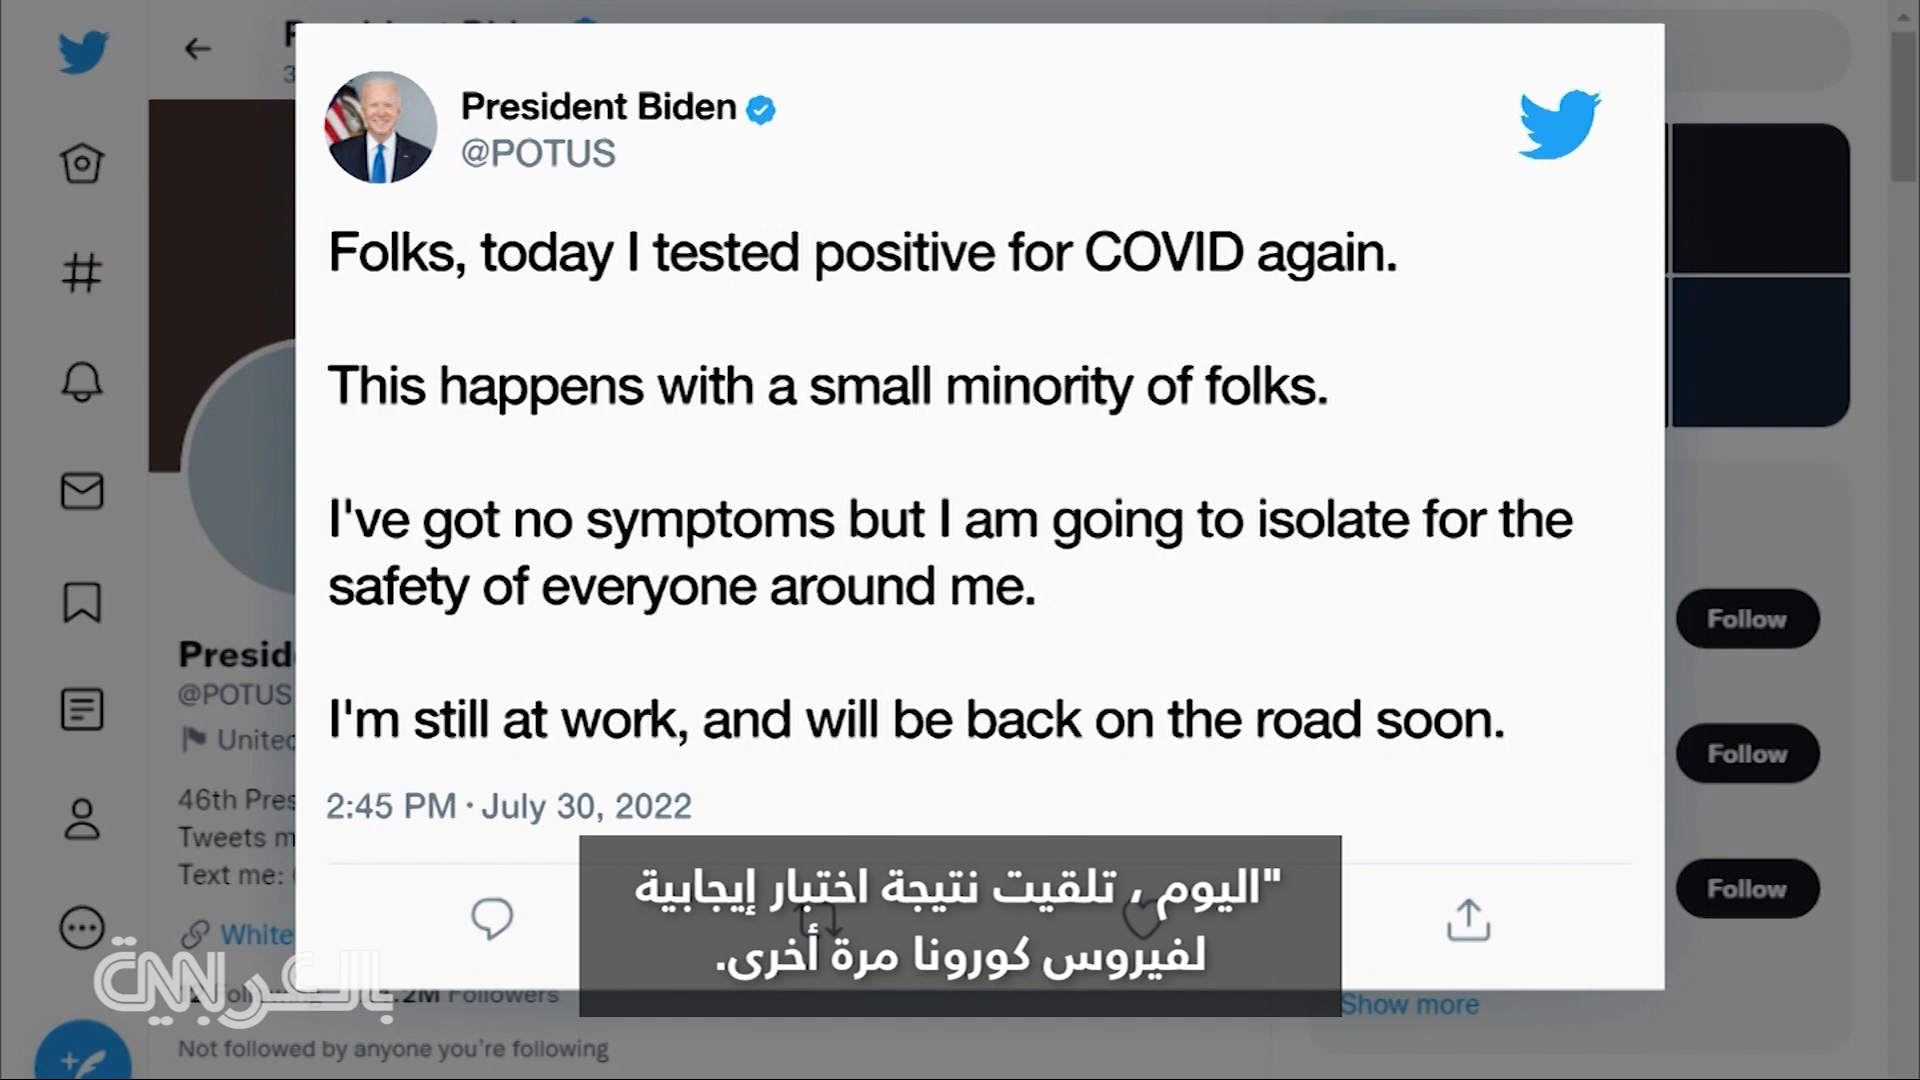 President Biden
@POTUS
Folks, today I tested positive for COVID again.
This happens with a small minority of folks.
I've got no symptoms but I am going to isolate for the
safety of everyone around me.
I'm still at work, and will be back on the road soon.
2:45 PM · July 30, 2022
"اليوم، تلقيت نتيجة اختبار إيجابية
لفيروس كورونا مرة أخرى.
@POTUS
46th
Tweets
Text me:
White
Followers
Not followed by anyone you're following
Follow
Follow
Follow
Show more
CNN بالعربية